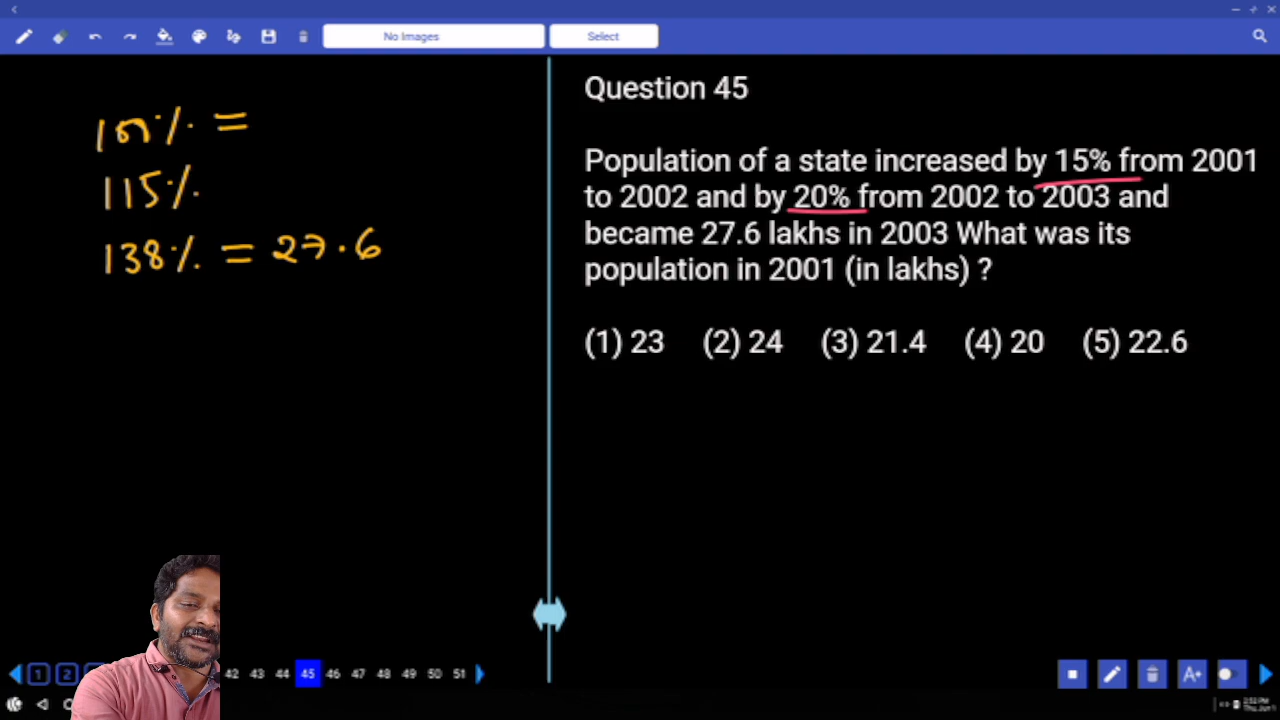 No Images
Select
100% =
115%
138% = 27.6
Question 45
Population of a state increased by 15% from 2001
to 2002 and by 20% from 2002 to 2003 and
became 27.6 lakhs in 2003 What was its
population in 2001 (in lakhs) ?
(1) 23 (2) 24 (3) 21.4 (4) 20 (5) 22.6
1 2 42 43 44 45 46 47 48 49 50 51
A+